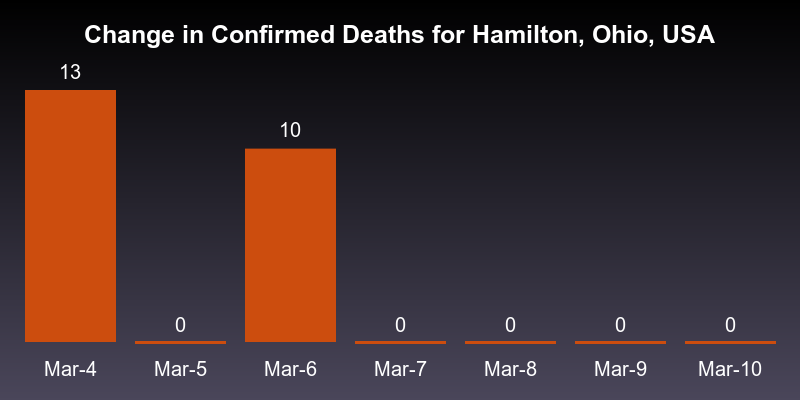 Change in Confirmed Deaths for Hamilton, Ohio, USA
13
0
10
0
0
0
0
Mar-4
Mar-5
Mar-6
Mar-7
Mar-8
Mar-9
Mar-10